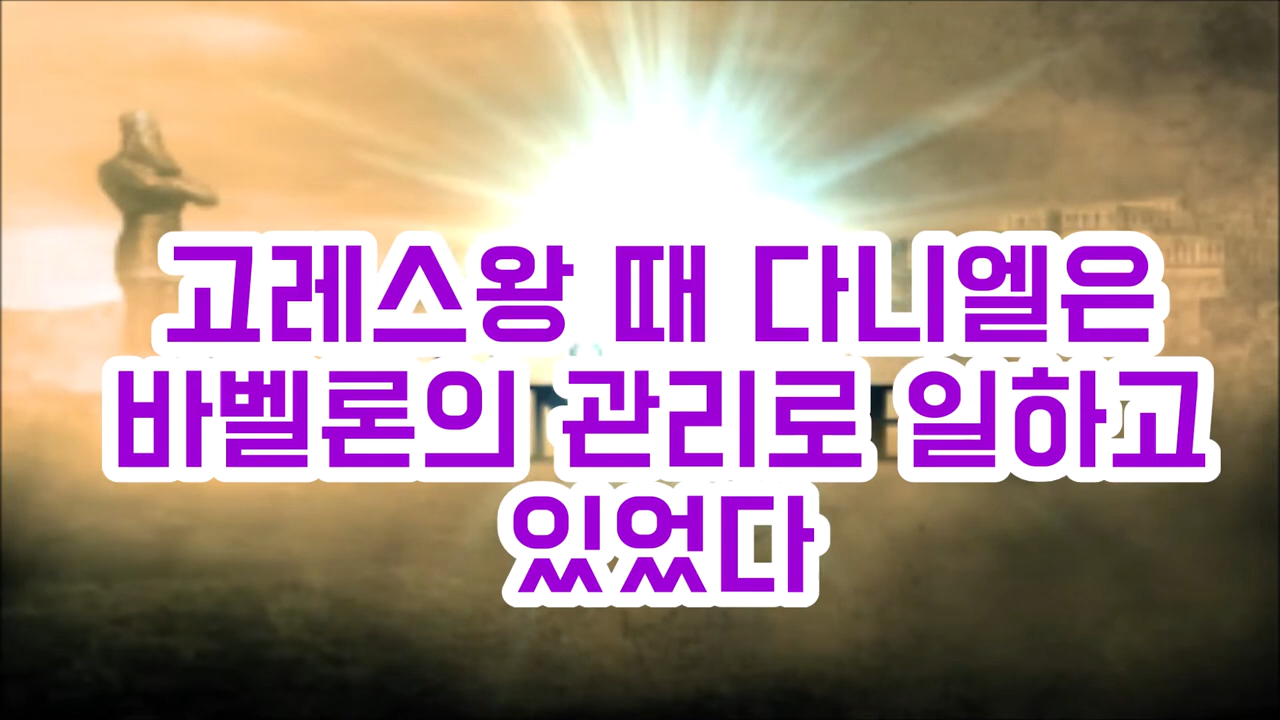 고레스왕 때 다니엘은
바벨론의 관리로 일하고
있었다